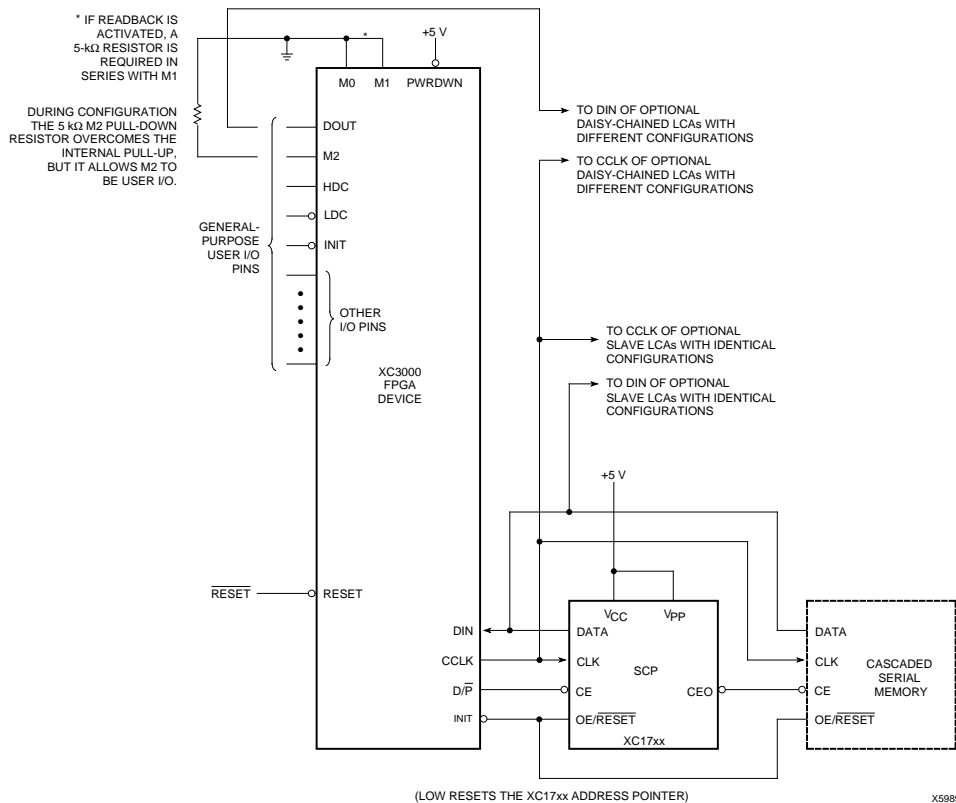 * IF READBACK IS
ACTIVATED, A
5-kΩ RESISTOR IS
REQUIRED IN
SERIES WITH M1
+5 V
*
M0
M1
PWRDWN
DURING CONFIGURATION
THE 5 kΩ M2 PULL-DOWN
RESISTOR OVERCOMES THE
INTERNAL PULL-UP,
BUT IT ALLOWS M2 TO
BE USER I/O.
DOUT
M2
HDC
LDC
INIT
GENERAL-
PURPOSE
USER I/O
PINS
OTHER
I/O PINS
XC3000
FPGA
DEVICE
TO DIN OF OPTIONAL
DAISY-CHAINED LCAs WITH
DIFFERENT CONFIGURATIONS
TO CCLK OF OPTIONAL
DAISY-CHAINED LCAs WITH
DIFFERENT CONFIGURATIONS
TO CCLK OF OPTIONAL
SLAVE LCAs WITH IDENTICAL
CONFIGURATIONS
TO DIN OF OPTIONAL
SLAVE LCAs WITH IDENTICAL
CONFIGURATIONS
+5 V
RESET
RESET
DIN
CCLK
D/P
INIT
VCC
VPP
DATA
CLK
SCP
CE
CEO
OE/RESET
XC17xx
DATA
CLK
CE
OE/RESET
CASCADED
SERIAL
MEMORY
(LOW RESETS THE XC17xx ADDRESS POINTER)